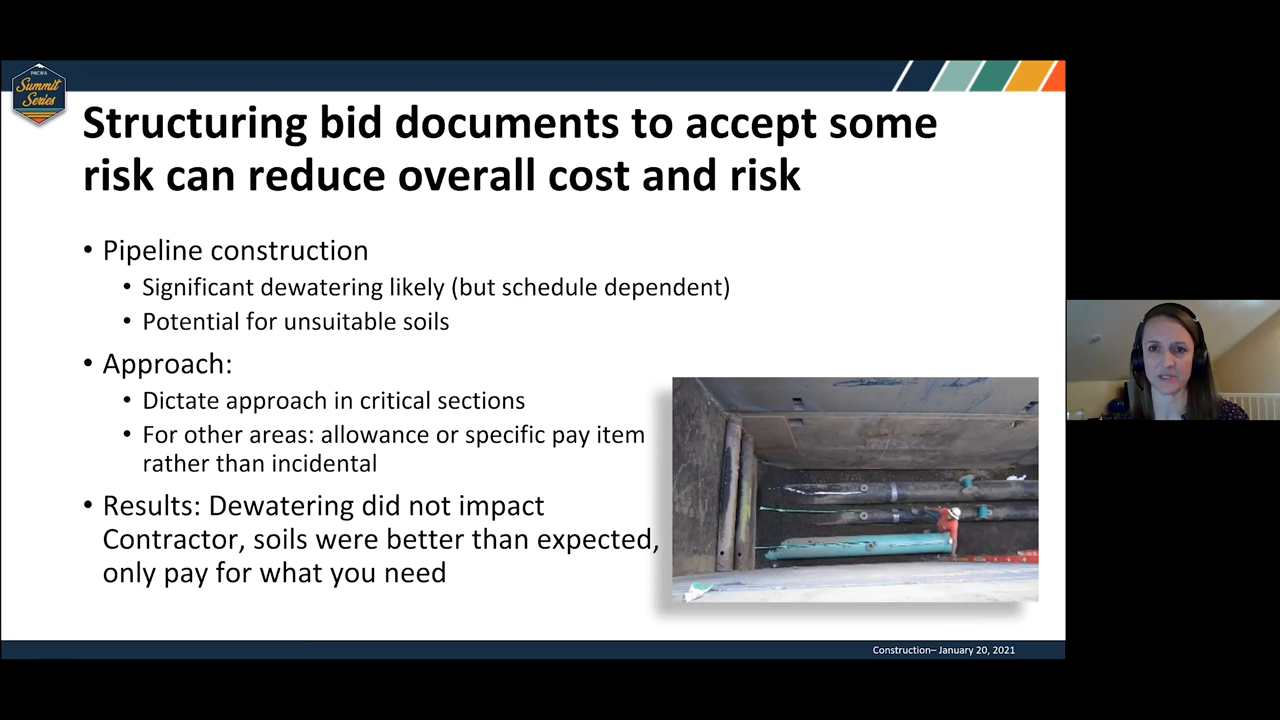 PNCWA
Summit
Series
Structuring bid documents to accept some
risk can reduce overall cost and risk
• Pipeline construction
• Significant dewatering likely (but schedule dependent)
• Potential for unsuitable soils
• Approach:
• Dictate approach in critical sections
• For other areas: allowance or specific pay item
rather than incidental
• Results: Dewatering did not impact
Contractor, soils were better than expected,
only pay for what you need
Construction– January 20, 2021